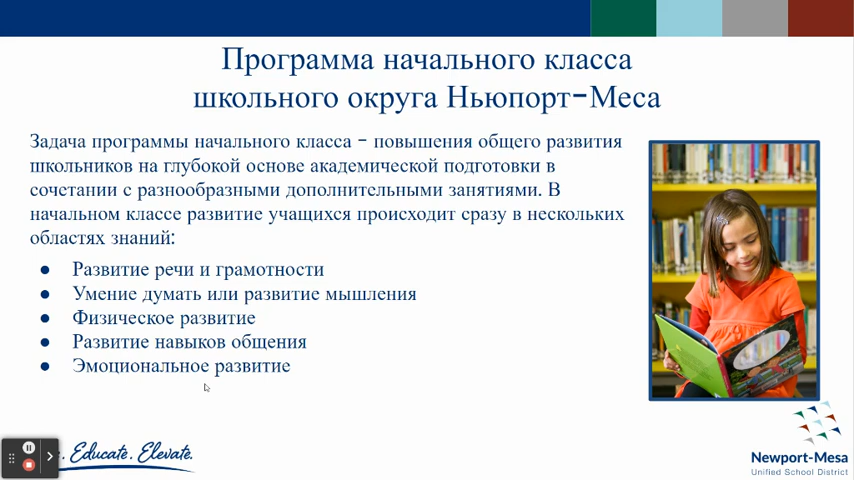 Программа начального класса
школьного округа Ньюпорт-Меса
Задача программы начального класса - повышения общего развития
школьников на глубокой основе академической подготовки в
сочетании с разнообразными дополнительными занятиями. В
начальном классе развитие учащихся происходит сразу в нескольких
областях знаний:
● Развитие речи и грамотности
● Умение думать или развитие мышления
● Физическое развитие
● Развитие навыков общения
● Эмоциональное развитие
. Educate. Elevate.
Newport-Mesa
Unified School District